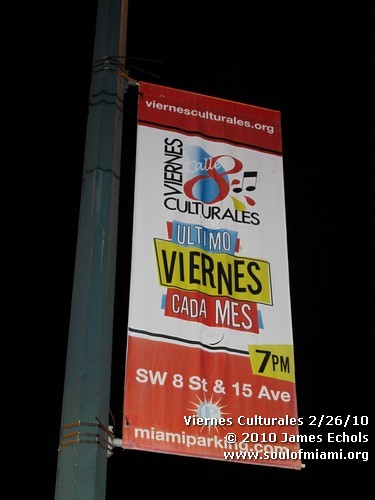 viernesculturales.org
VIERNES
Calle
8
CULTURALES
ULTIMO
VIERNES
CADA MES
7PM
SW 8 St & 15 Ave
miamiparking.com
Viernes Culturales 2/26/10
© 2010 James Echols
www.soulofmiami.org